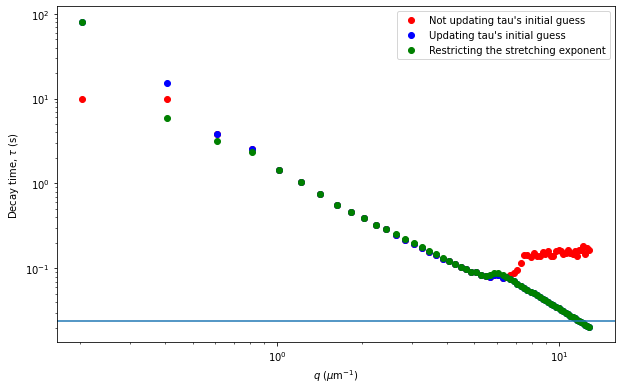 Not updating tau's initial guess
Updating tau's initial guess
Restricting the stretching exponent
Decay time, τ (s)
10²
10¹
10⁰
10⁻¹
10⁰
10¹
q (μm⁻¹)